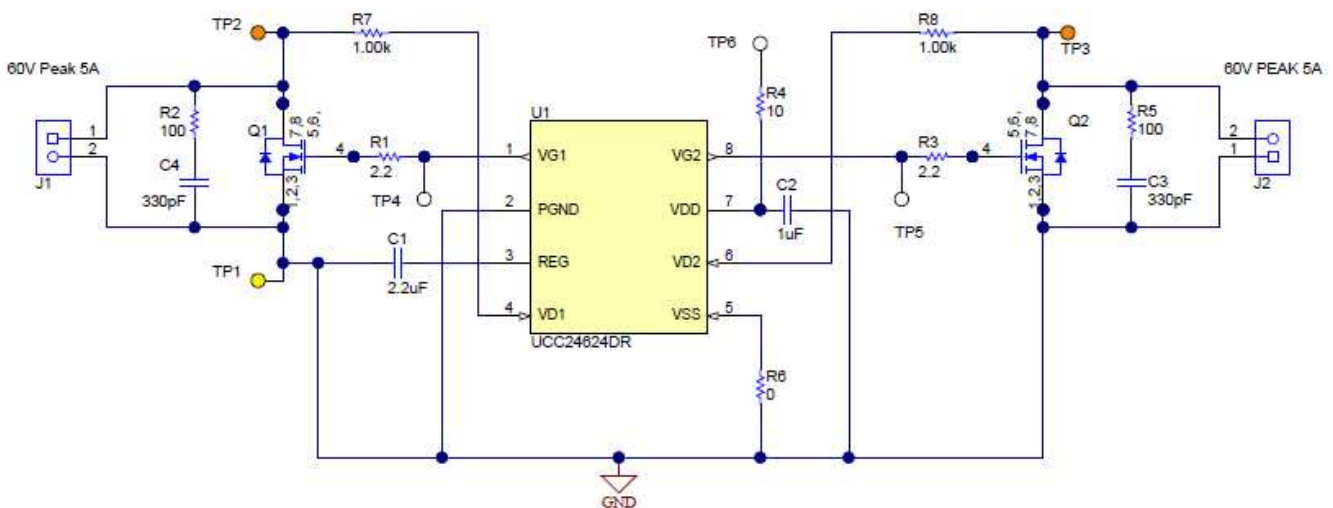 TP2
R7
1.00k
R8
1.00k
TP3
TP6
60V Peak 5A
60V PEAK 5A
R2
100
Q1
7,8
5,6,
R4
10
U1
5,6,
7,8
Q2
R5
100
1
2
J1
C4
330pF
4
R1
2.2
1
VG1
VG2
8
R3
2.2
4
2
1
J2
1,2,3
TP4
2
PGND
VDD
7
C2
1uF
TP5
1,2,3
C3
330pF
TP1
C1
2.2uF
3
REG
VD2
6
4
VD1
VSS
5
UCC24624DR
R6
0
GND